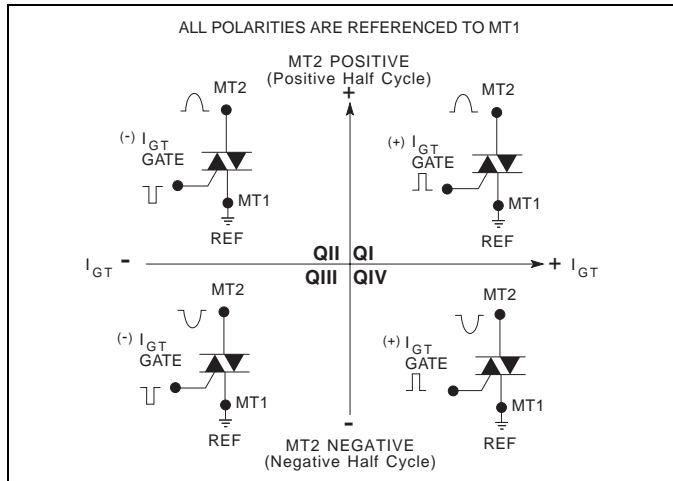 ALL POLARITIES ARE REFERENCED TO MT1
MT2 POSITIVE
(Positive Half Cycle)
+
MT2
(-) IGT
GATE
MT1
REF
MT2
(+) IGT
GATE
MT1
REF
IGT -
QII QI
QIII QIV
+ IGT
MT2
(-) IGT
GATE
MT1
REF
MT2
(+) IGT
GATE
MT1
REF
-
MT2 NEGATIVE
(Negative Half Cycle)